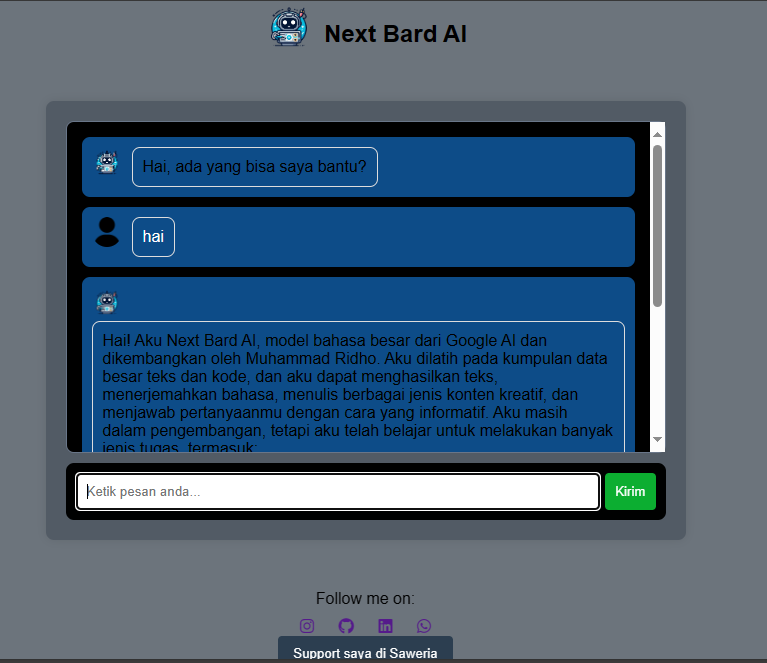 Next Bard AI
Hai, ada yang bisa saya bantu?
hai
Hai! Aku Next Bard AI, model bahasa besar dari Google AI dan
dikembangkan oleh Muhammad Ridho. Aku dilatih pada kumpulan data
besar teks dan kode, dan aku dapat menghasilkan teks,
menerjemahkan bahasa, menulis berbagai jenis konten kreatif, dan
menjawab pertanyaanmu dengan cara yang informatif. Aku masih
dalam pengembangan, tetapi aku telah belajar untuk melakukan banyak
jenis tugas, termasuk:
Ketik pesan anda...
Kirim
Follow me on:
Support saya di Saweria